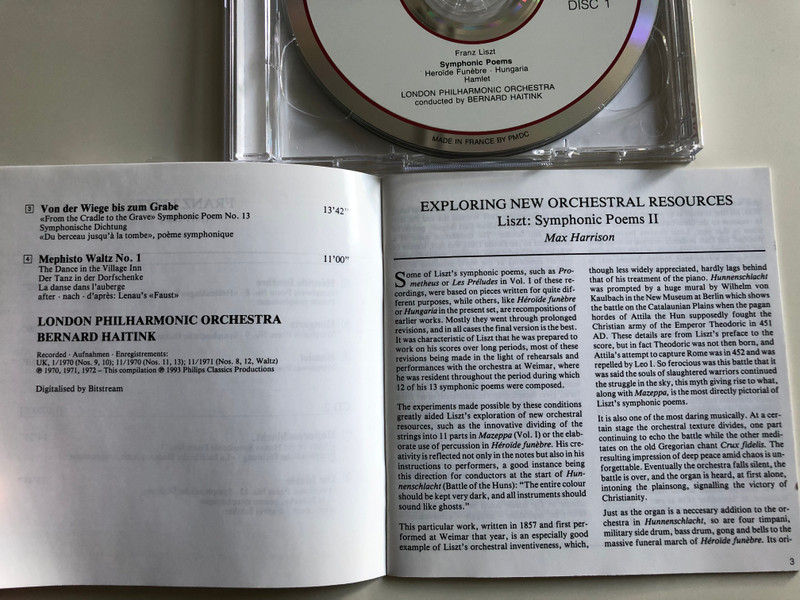 DISC 1
Franz Liszt
Symphonic Poems
Heroïde Funèbre · Hungaria
Hamlet
LONDON PHILHARMONIC ORCHESTRA
conducted by BERNARD HAITINK
MADE IN FRANCE BY PMDC
3 Von der Wiege bis zum Grabe 13'42"
«From the Cradle to the Grave» Symphonic Poem No. 13
Symphonische Dichtung
«Du berceau jusqu'à la tombe», poème symphonique
4 Mephisto Waltz No. 1 11'00"
The Dance in the Village Inn
Der Tanz in der Dorfschenke
La danse dans l'auberge
after · nach · d'après: Lenau's «Faust»
LONDON PHILHARMONIC ORCHESTRA
BERNARD HAITINK
Recorded · Aufnahmen · Enregistrements:
UK, 1/1970 (Nos. 9, 10); 11/1970 (Nos. 11, 13); 11/1971 (Nos. 8, 12, Waltz)
℗ 1970, 1971, 1972 – This compilation ℗ 1993 Philips Classics Productions
Digitalised by Bitstream
EXPLORING NEW ORCHESTRAL RESOURCES
Liszt: Symphonic Poems II
Max Harrison
Some of Liszt's symphonic poems, such as Pro-
metheus or Les Préludes in Vol. I of these re-
cordings, were based on pieces written for quite dif-
ferent purposes, while others, like Héroïde funèbre
or Hungaria in the present set, are recompositions of
earlier works. Mostly they went through prolonged
revisions, and in all cases the final version is the best.
It was characteristic of Liszt that he was prepared to
work on his scores over long periods, most of these
revisions being made in the light of rehearsals and
performances with the orchestra at Weimar, where
he was resident throughout the period during which
12 of his 13 symphonic poems were composed.
The experiments made possible by these conditions
greatly aided Liszt's exploration of new orchestral
resources, such as the innovative dividing of the
strings into 11 parts in Mazeppa (Vol. I) or the elab-
orate use of percussion in Héroïde funèbre. His cre-
ativity is reflected not only in the notes but also in his
instructions to performers, a good instance being
this direction for conductors at the start of Hun-
nenschlacht (Battle of the Huns): "The entire colour
should be kept very dark, and all instruments should
sound like ghosts."
This particular work, written in 1857 and first per-
formed at Weimar that year, is an especially good
example of Liszt's orchestral inventiveness, which,
though less widely appreciated, hardly lags behind
that of his treatment of the piano. Hunnenschlacht
was prompted by a huge mural by Wilhelm von
Kaulbach in the New Museum at Berlin which shows
the battle on the Catalaunian Plains when the pagan
hordes of Attila the Hun supposedly fought the
Christian army of the Emperor Theodoric in 451
AD. These details are from Liszt's preface to the
score, but in fact Theodoric was not then born, and
Attila's attempt to capture Rome was in 452 and was
repelled by Leo I. So ferocious was this battle that it
was said the souls of slaughtered warriors continued
the struggle in the sky, this myth giving rise to what,
along with Mazeppa, is the most directly pictorial of
Liszt's symphonic poems.
It is also one of the most daring musically. At a cer-
tain stage the orchestral texture divides, one part
continuing to echo the battle while the other medi-
tates on the old Gregorian chant Crux fidelis. The
resulting impression of deep peace amid chaos is un-
forgettable. Eventually the orchestra falls silent, the
battle is over, and the organ is heard, at first alone,
intoning the plainsong, signalling the victory of
Christianity.
Just as the organ is a neccesary addition to the or-
chestra in Hunnenschlacht, so are four timpani,
military side drum, bass drum, gong and bells to the
massive funeral march of Héroïde funèbre. Its ori-
3